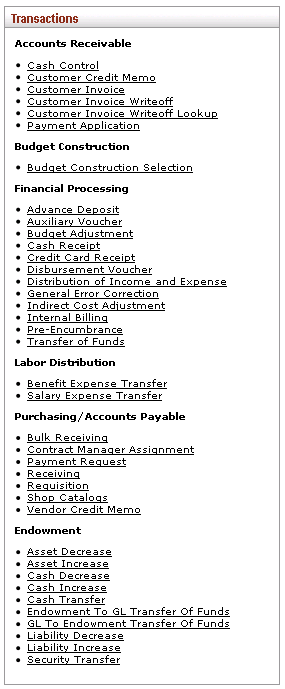 Transactions
Accounts Receivable
Cash Control
Customer Credit Memo
Customer Invoice
Customer Invoice Writeoff
Customer Invoice Writeoff Lookup
Payment Application
Budget Construction
Budget Construction Selection
Financial Processing
Advance Deposit
Auxiliary Voucher
Budget Adjustment
Cash Receipt
Credit Card Receipt
Disbursement Voucher
Distribution of Income and Expense
General Error Correction
Indirect Cost Adjustment
Internal Billing
Pre-Encumbrance
Transfer of Funds
Labor Distribution
Benefit Expense Transfer
Salary Expense Transfer
Purchasing/Accounts Payable
Bulk Receiving
Contract Manager Assignment
Payment Request
Receiving
Requisition
Shop Catalogs
Vendor Credit Memo
Endowment
Asset Decrease
Asset Increase
Cash Decrease
Cash Increase
Cash Transfer
Endowment To GL Transfer Of Funds
GL To Endowment Transfer Of Funds
Liability Decrease
Liability Increase
Security Transfer